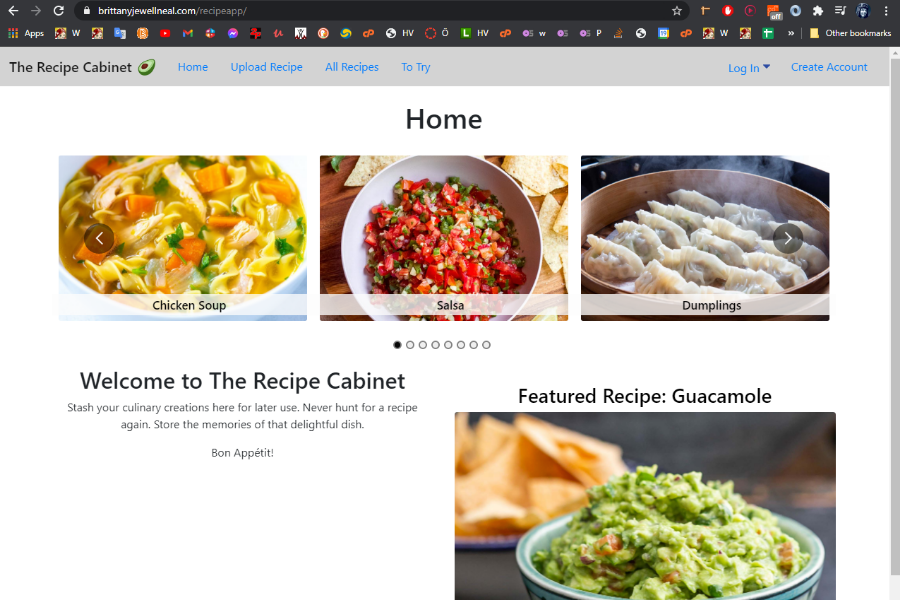 brittanyjewellneal.com/recipeapp/
off
Apps
W
HV
Ö
HV
w
P
W
Other bookmarks
The Recipe Cabinet
Home
Upload Recipe
All Recipes
To Try
Log In
Create Account
Home
Chicken Soup
Salsa
Dumplings
Welcome to The Recipe Cabinet
Stash your culinary creations here for later use. Never hunt for a recipe
again. Store the memories of that delightful dish.
Bon Appétit!
Featured Recipe: Guacamole